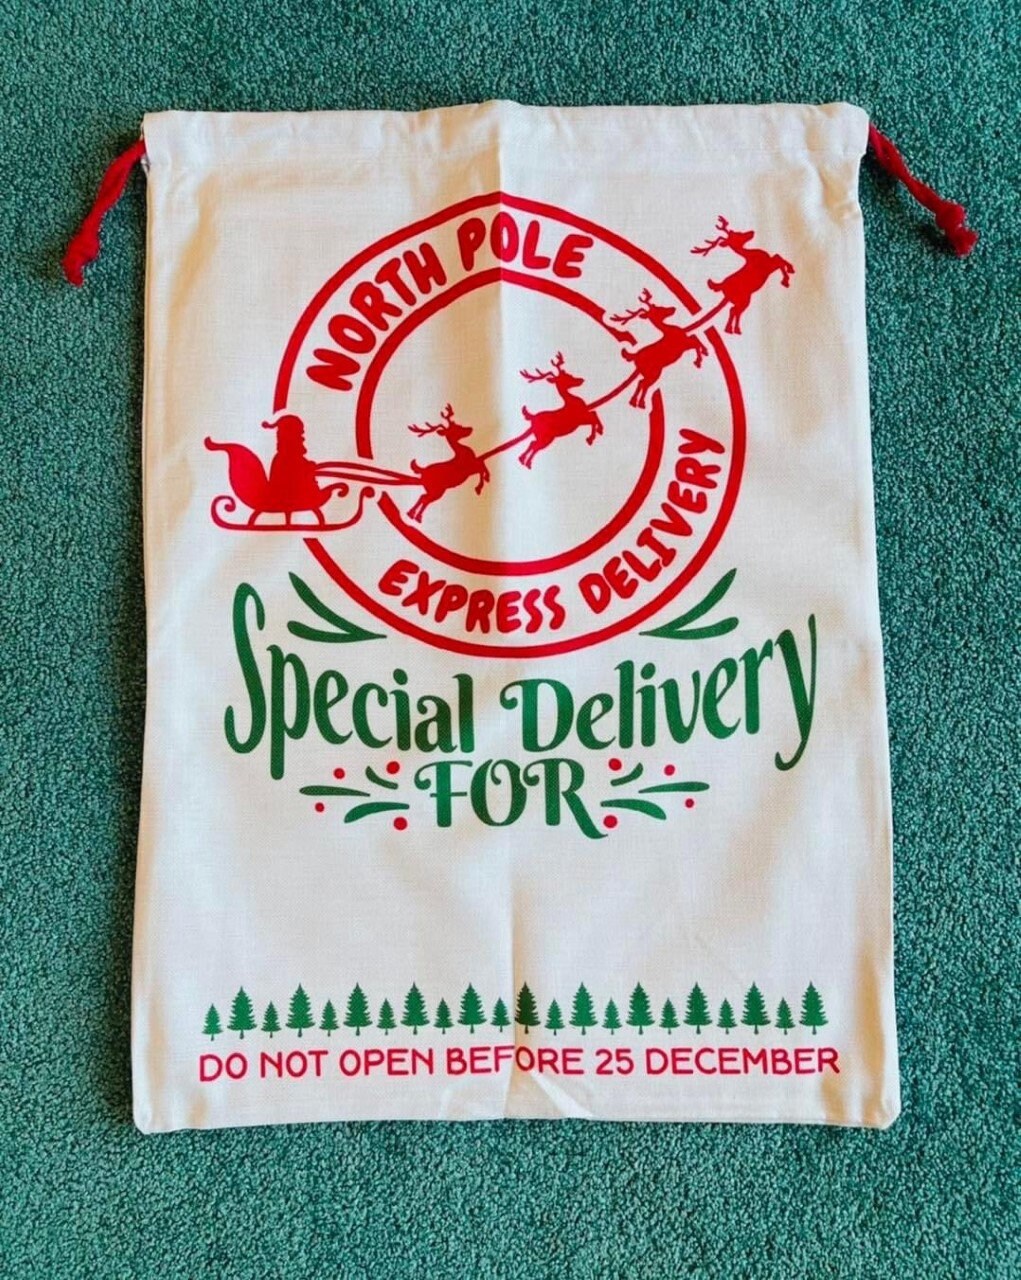 NORTH POLE
EXPRESS DELIVERY
Special Delivery
FOR
DO NOT OPEN BEFORE 25 DECEMBER